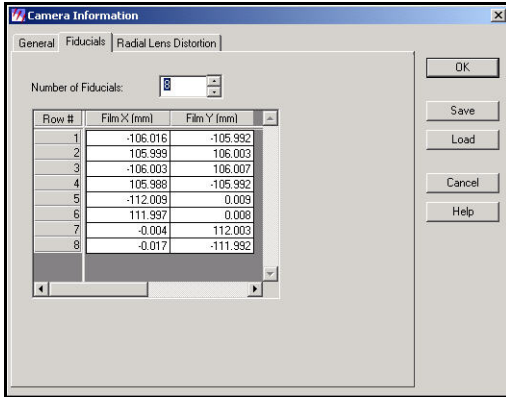 Camera Information
General Fiducials Radial Lens Distortion
Number of Fiducials: 8
Row # Film X (mm) Film Y (mm)
1 -106.016 -105.992
2 105.999 106.003
3 -106.003 106.007
4 105.988 -105.992
5 -112.009 0.009
6 111.997 0.008
7 -0.004 112.003
8 -0.017 -111.992
OK
Save
Load
Cancel
Help